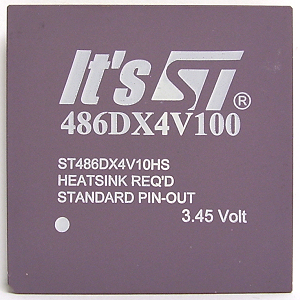 It's ST®
486DX4V100
ST486DX4V10HS
HEATSINK REQ'D
STANDARD PIN-OUT
3.45 Volt